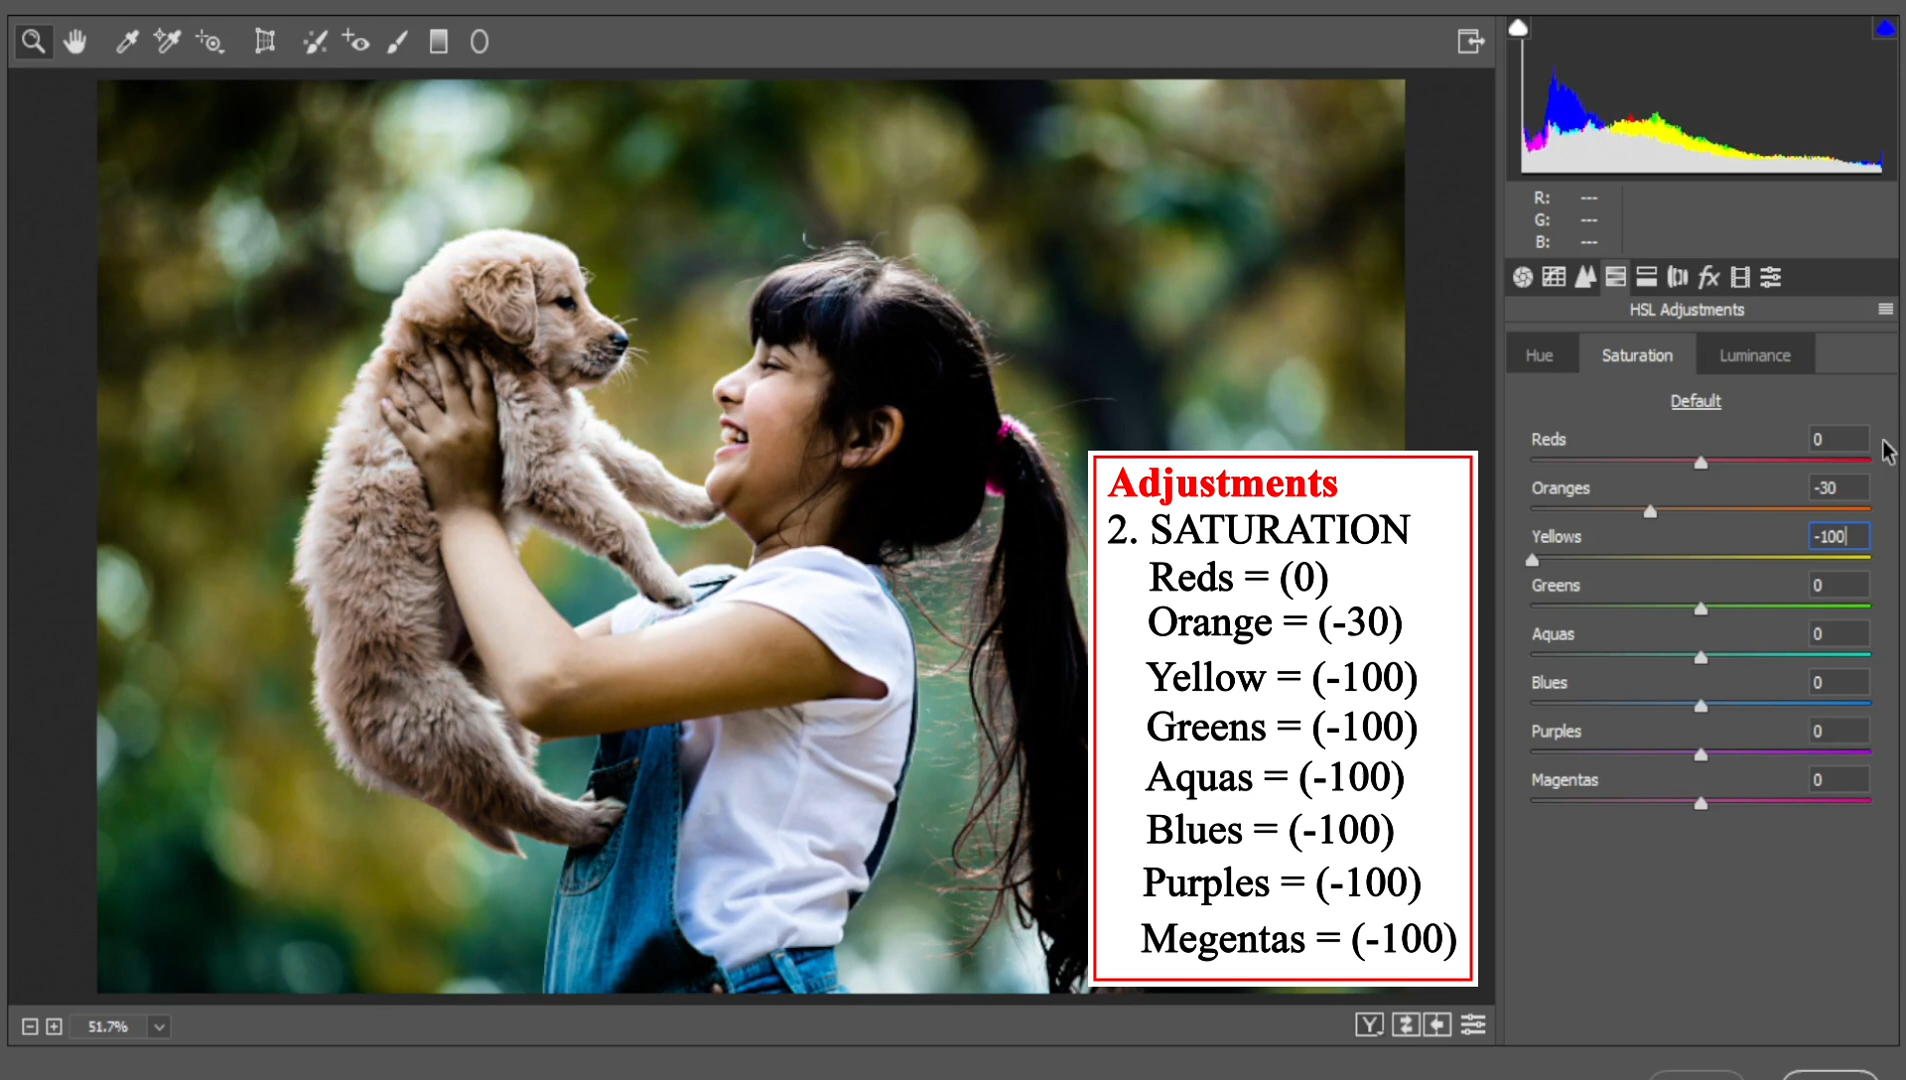 R: ---
G: ---
B: ---
fx
HSL Adjustments
Hue Saturation Luminance
Default
Reds 0
Oranges -30
Yellows -100
Greens 0
Aquas 0
Blues 0
Purples 0
Magentas 0
Adjustments
2. SATURATION
Reds = (0)
Orange = (-30)
Yellow = (-100)
Greens = (-100)
Aquas = (-100)
Blues = (-100)
Purples = (-100)
Megentas = (-100)
51.7%
Y